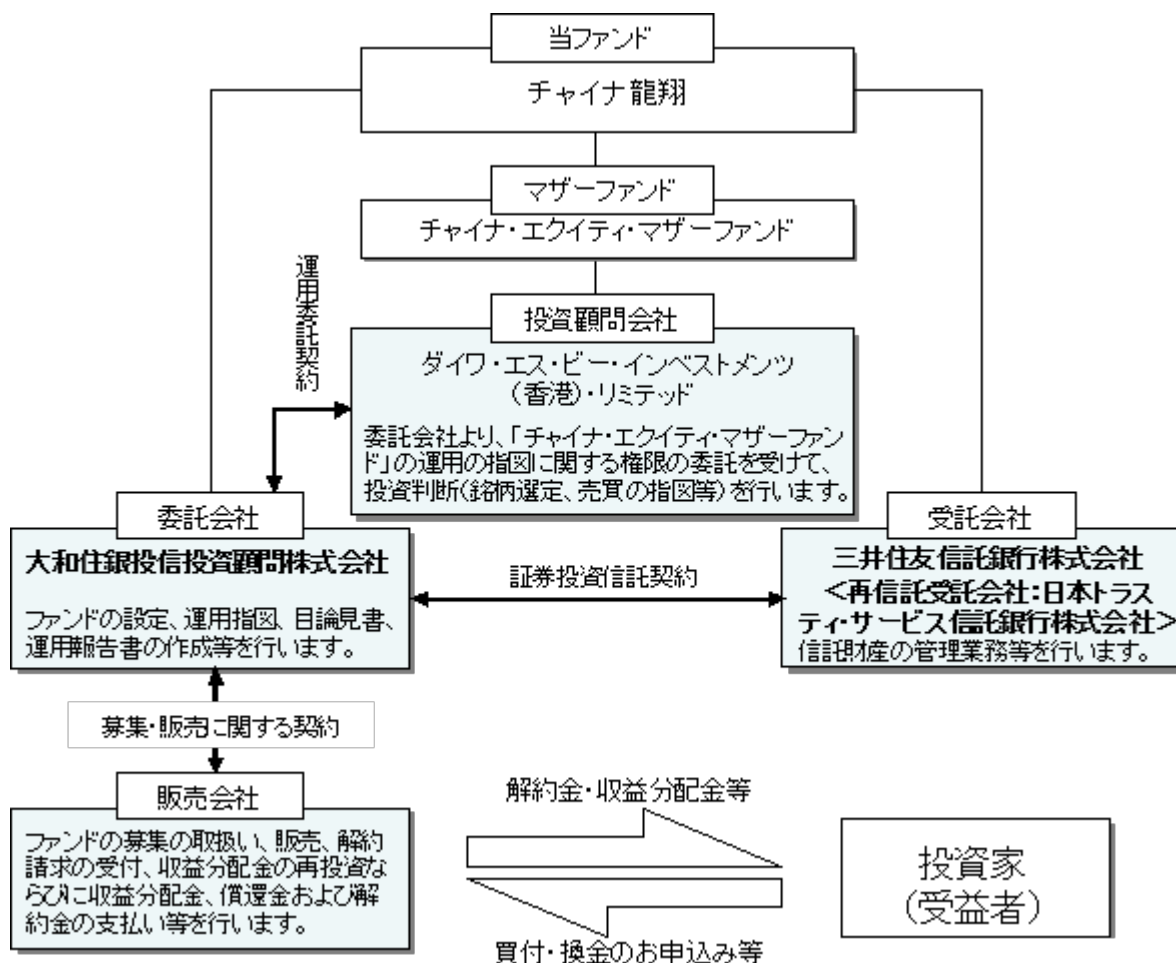 当ファンド
チャイナ龍翔
マザーファンド
チャイナ・エクイティ・マザーファンド
運用委託契約
投資顧問会社
ダイワ・エス・ビー・インベストメンツ
(香港)・リミテッド
委託会社より、「チャイナ・エクイティ・マザーファン
ド」の運用の指図に関する権限の委託を受けて、
投資判断(銘柄選定、売買の指図等)を行います。
委託会社
大和住銀投信投資顧問株式会社
ファンドの設定、運用指図、目論見書、
運用報告書の作成等を行います。
証券投資信託契約
受託会社
三井住友信託銀行株式会社
<再信託受託会社:日本トラス
ティ・サービス信託銀行株式会社>
信託財産の管理業務等を行います。
募集・販売に関する契約
販売会社
ファンドの募集の取扱い、販売、解約
請求の受付、収益分配金の再投資な
らびに収益分配金、償還金および解
約金の支払い等を行います。
解約金・収益分配金等
買付・換金のお申込み等
投資家
(受益者)